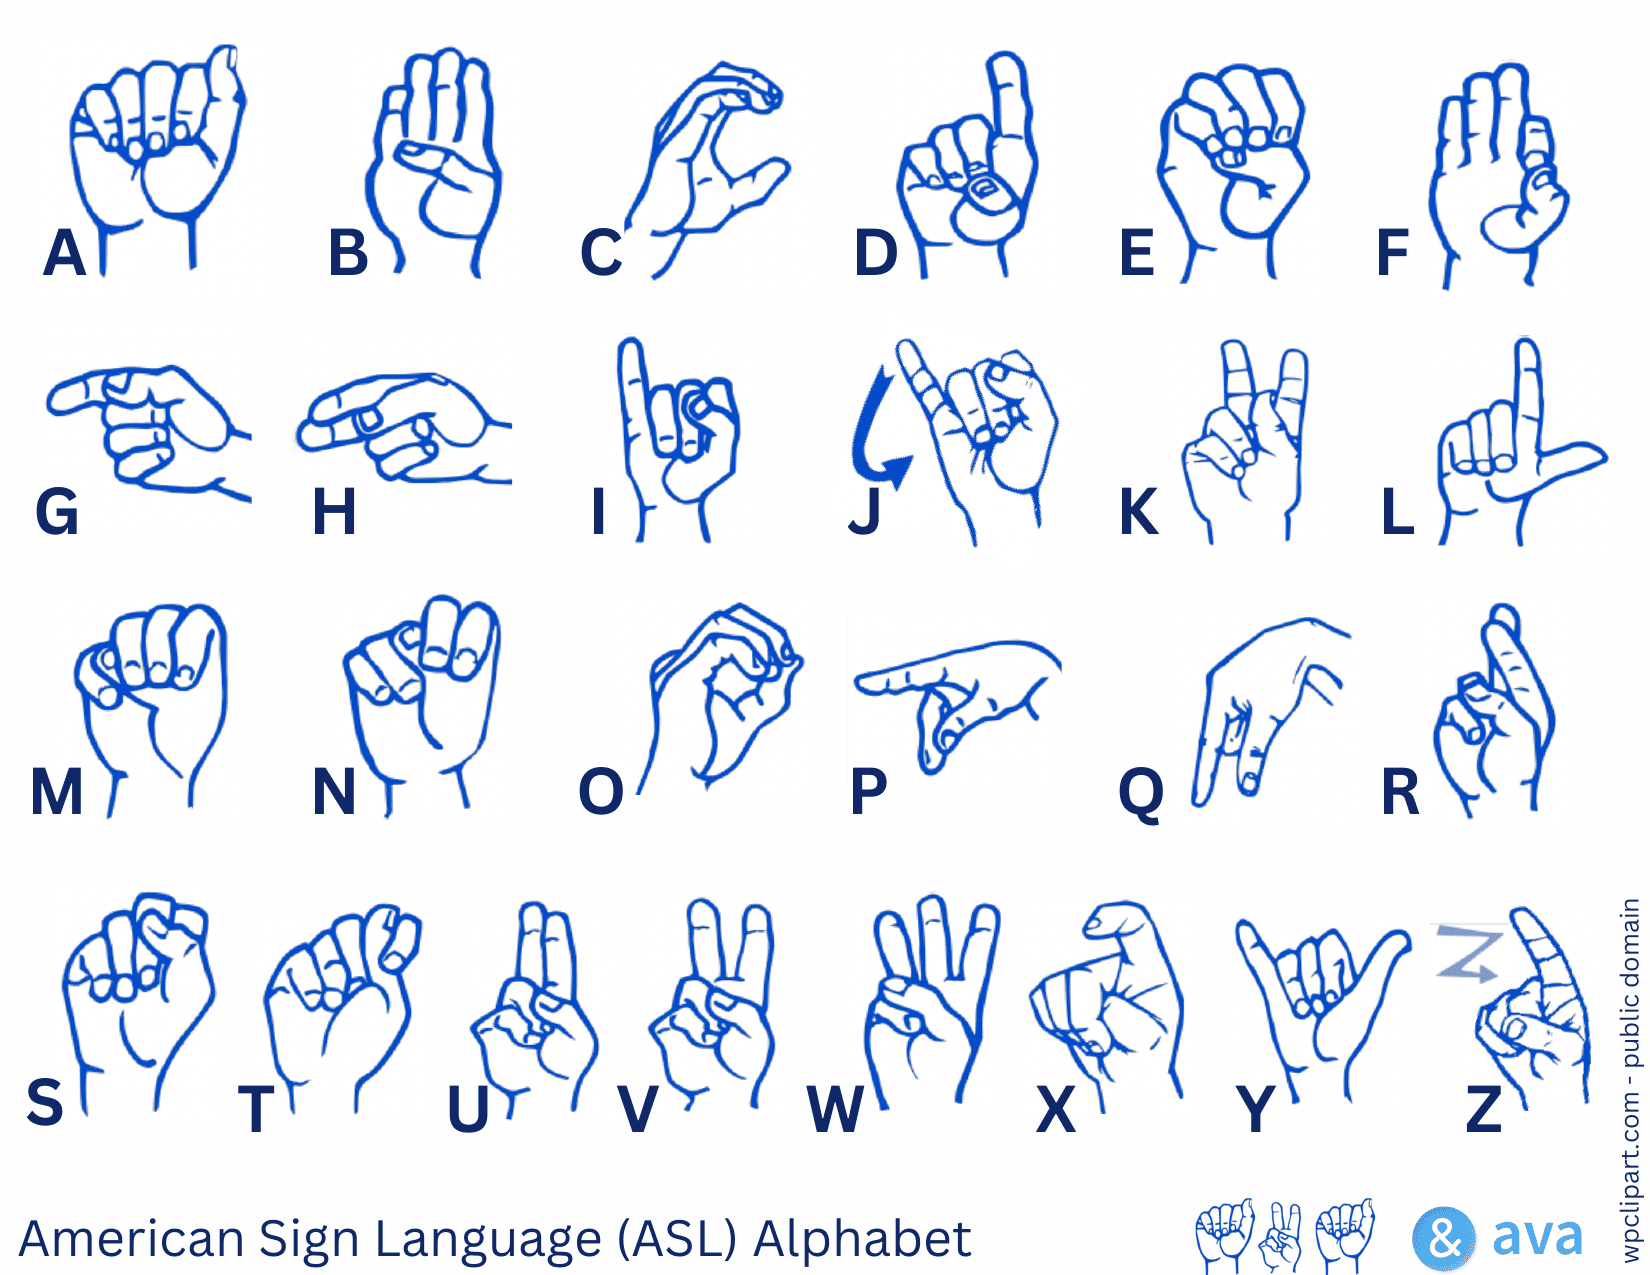 A B C D E F
G H I J K L
M N O P Q R
S T U V W X Y Z
American Sign Language (ASL) Alphabet
& ava
wpclipart.com - public domain